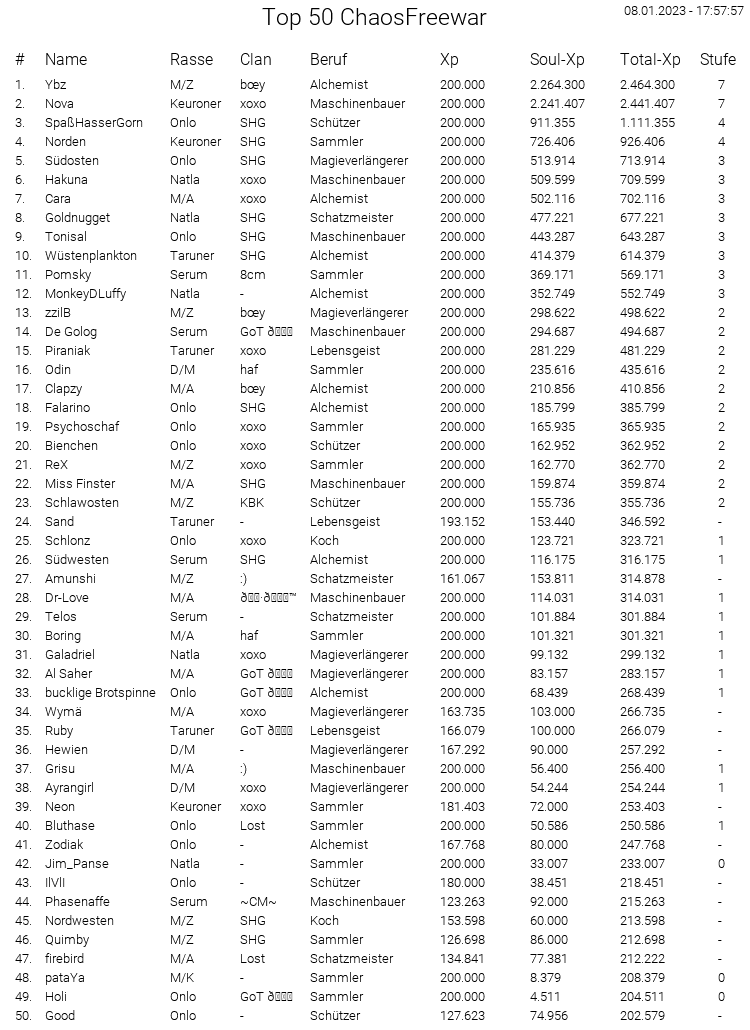 Top 50 ChaosFreewar
08.01.2023 - 17:57:57
# Name Rasse Clan Beruf Xp Soul-Xp Total-Xp Stufe
1. Ybz M/Z bœy Alchemist 200.000 2.264.300 2.464.300 7
2. Nova Keuroner xoxo Maschinenbauer 200.000 2.241.407 2.441.407 7
3. SpaßHasserGorn Onlo SHG Schützer 200.000 911.355 1.111.355 4
4. Norden Keuroner SHG Sammler 200.000 726.406 926.406 4
5. Südosten Onlo SHG Magieverlängerer 200.000 513.914 713.914 3
6. Hakuna Natla xoxo Maschinenbauer 200.000 509.599 709.599 3
7. Cara M/A xoxo Alchemist 200.000 502.116 702.116 3
8. Goldnugget Natla SHG Schatzmeister 200.000 477.221 677.221 3
9. Tonisal Onlo SHG Maschinenbauer 200.000 443.287 643.287 3
10. Wüstenplankton Taruner SHG Alchemist 200.000 414.379 614.379 3
11. Pomsky Serum 8cm Sammler 200.000 369.171 569.171 3
12. MonkeyDLuffy Natla - Alchemist 200.000 352.749 552.749 3
13. zzilB M/Z bœy Magieverlängerer 200.000 298.622 498.622 2
14. De Golog Serum GoT ð Maschinenbauer 200.000 294.687 494.687 2
15. Piraniak Taruner xoxo Lebensgeist 200.000 281.229 481.229 2
16. Odin D/M haf Sammler 200.000 235.616 435.616 2
17. Clapzy M/A bœy Alchemist 200.000 210.856 410.856 2
18. Falarino Onlo SHG Alchemist 200.000 185.799 385.799 2
19. Psychoschaf Onlo xoxo Sammler 200.000 165.935 365.935 2
20. Bienchen Onlo xoxo Schützer 200.000 162.952 362.952 2
21. ReX M/Z xoxo Sammler 200.000 162.770 362.770 2
22. Miss Finster M/A SHG Maschinenbauer 200.000 159.874 359.874 2
23. Schlawosten M/Z KBK Schützer 200.000 155.736 355.736 2
24. Sand Taruner - Lebensgeist 193.152 153.440 346.592 -
25. Schlonz Onlo xoxo Koch 200.000 123.721 323.721 1
26. Südwesten Serum SHG Alchemist 200.000 116.175 316.175 1
27. Amunshi M/Z :) Schatzmeister 161.067 153.811 314.878 -
28. Dr-Love M/A ð·ð™ Maschinenbauer 200.000 114.031 314.031 1
29. Telos Serum - Schatzmeister 200.000 101.884 301.884 1
30. Boring M/A haf Sammler 200.000 101.321 301.321 1
31. Galadriel Natla xoxo Magieverlängerer 200.000 99.132 299.132 1
32. Al Saher M/A GoT ð Magieverlängerer 200.000 83.157 283.157 1
33. bucklige Brotspinne Onlo GoT ð Alchemist 200.000 68.439 268.439 1
34. Wymä M/A xoxo Magieverlängerer 163.735 103.000 266.735 -
35. Ruby Taruner GoT ð Lebensgeist 166.079 100.000 266.079 -
36. Hewien D/M - Magieverlängerer 167.292 90.000 257.292 -
37. Grisu M/A :) Maschinenbauer 200.000 56.400 256.400 1
38. Ayrangirl D/M xoxo Magieverlängerer 200.000 54.244 254.244 1
39. Neon Keuroner xoxo Sammler 181.403 72.000 253.403 -
40. Bluthase Onlo Lost Sammler 200.000 50.586 250.586 1
41. Zodiak Onlo - Alchemist 167.768 80.000 247.768 -
42. Jim_Panse Natla - Sammler 200.000 33.007 233.007 0
43. Onlo - Schützer 180.000 38.451 218.451 -
44. Phasenaffe Serum ~CM~ Maschinenbauer 123.263 92.000 215.263 -
45. Nordwesten M/Z SHG Koch 153.598 60.000 213.598 -
46. Quimby M/Z SHG Sammler 126.698 86.000 212.698 -
47. firebird M/A Lost Schatzmeister 134.841 77.381 212.222 -
48. pataYa M/K - Sammler 200.000 8.379 208.379 0
49. Holi Onlo GoT ð Sammler 200.000 4.511 204.511 0
50. Good Onlo - Schützer 127.623 74.956 202.579 -